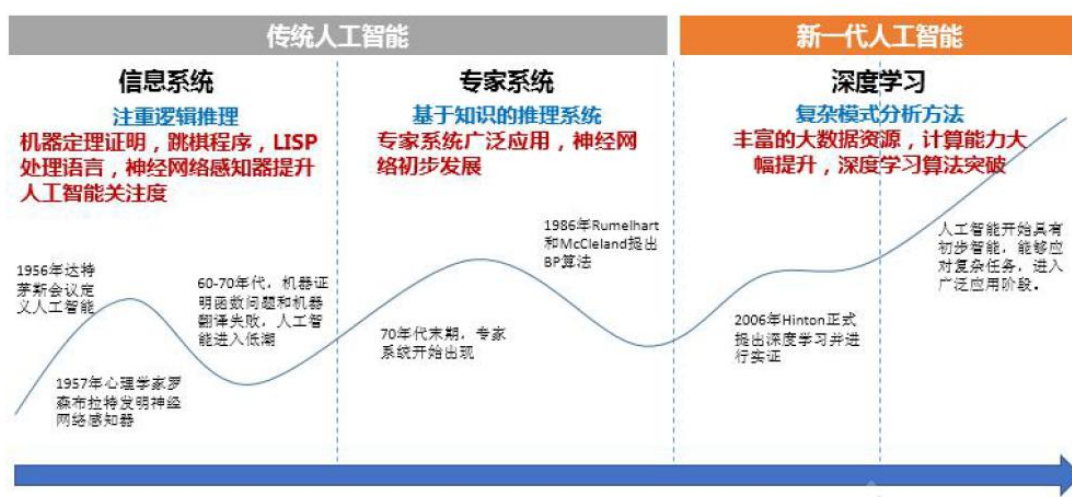 传统人工智能
新一代人工智能
信息系统
注重逻辑推理
机器定理证明，跳棋程序，LISP
处理语言，神经网络感知器提升
人工智能关注度
专家系统
基于知识的推理系统
专家系统广泛应用，神经网
络初步发展
深度学习
复杂模式分析方法
丰富的大数据资源，计算能力大
幅提升，深度学习算法突破
1956年达特
茅斯会议定
义人工智能
1957年心理学家罗
森布拉特发明神经
网络感知器
60-70年代，机器证
明函数问题和机器
翻译失败，人工智
能进入低潮
70年代末期，专家
系统开始出现
1986年Rumelhart
和McCleland提出
BP算法
2006年Hinton正式
提出深度学习并进
行实证
人工智能开始具有
初步智能，能够应
对复杂任务，进入
广泛应用阶段。